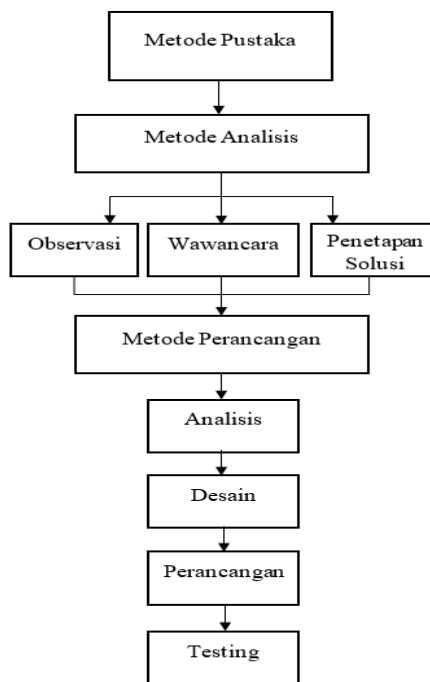 Metode Pustaka
Metode Analisis
Observasi
Wawancara
Penetapan
Solusi
Metode Perancangan
Analisis
Desain
Perancangan
Testing